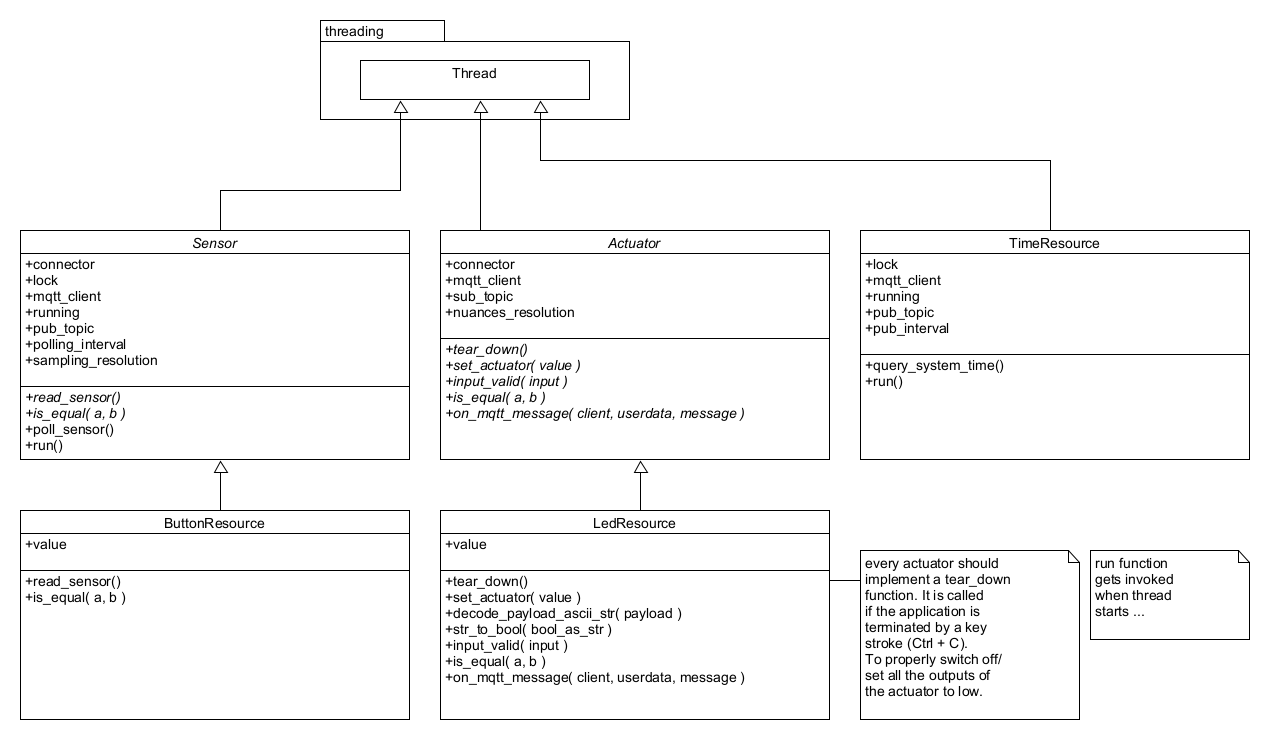 threading
Thread
Sensor
+connector
+lock
+mqtt_client
+running
+pub_topic
+polling_interval
+sampling_resolution
+read_sensor()
+is_equal( a, b )
+poll_sensor()
+run()
Actuator
+connector
+mqtt_client
+sub_topic
+nuances_resolution
+tear_down()
+set_actuator( value )
+input_valid( input )
+is_equal( a, b )
+on_mqtt_message( client, userdata, message )
TimeResource
+lock
+mqtt_client
+running
+pub_topic
+pub_interval
+query_system_time()
+run()
ButtonResource
+value
+read_sensor()
+is_equal( a, b )
LedResource
+value
+tear_down()
+set_actuator( value )
+decode_payload_ascii_str( payload )
+str_to_bool( bool_as_str )
+input_valid( input )
+is_equal( a, b )
+on_mqtt_message( client, userdata, message )
every actuator should
implement a tear_down
function. It is called
if the application is
terminated by a key
stroke (Ctrl + C).
To properly switch off/
set all the outputs of
the actuator to low.
run function
gets invoked
when thread
starts ...